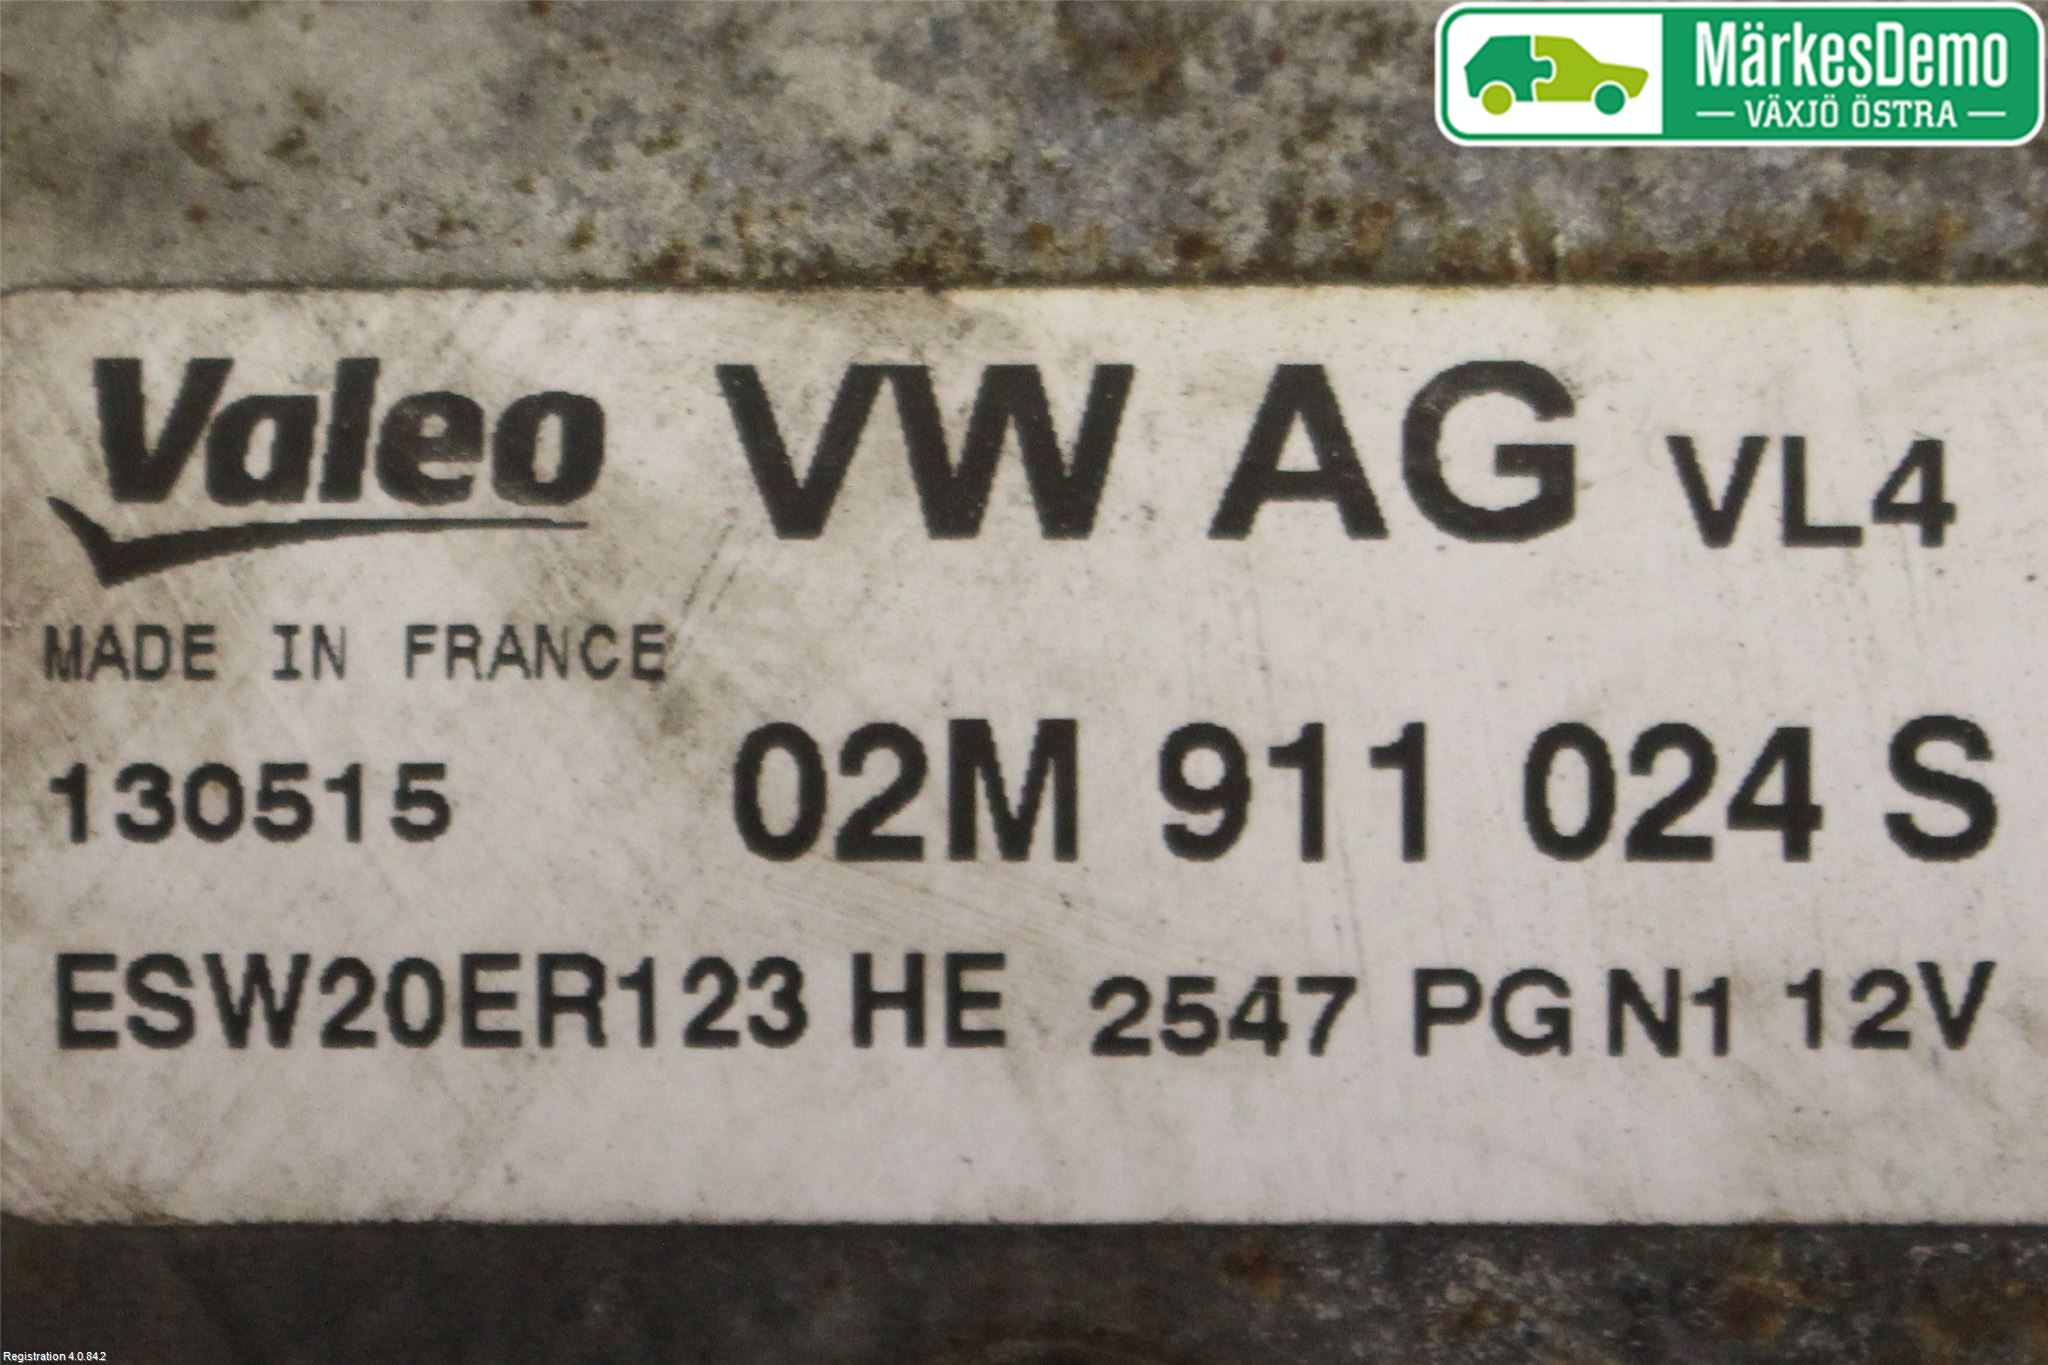 MärkesDemo
VÄXJÖ ÖSTRA
Valeo VW AG VL4
MADE IN FRANCE
130515 02M 911 024 S
ESW20ER123 HE 2547 PG N1 12V
Registration 4.0.84.2